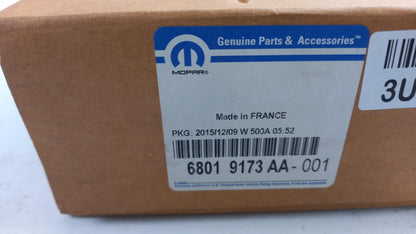 Genuine Parts & Accessories™
MOPAR®
3U
Made in FRANCE
PKG: 2015/12/09 W 500A 05:52
6801 9173 AA-001